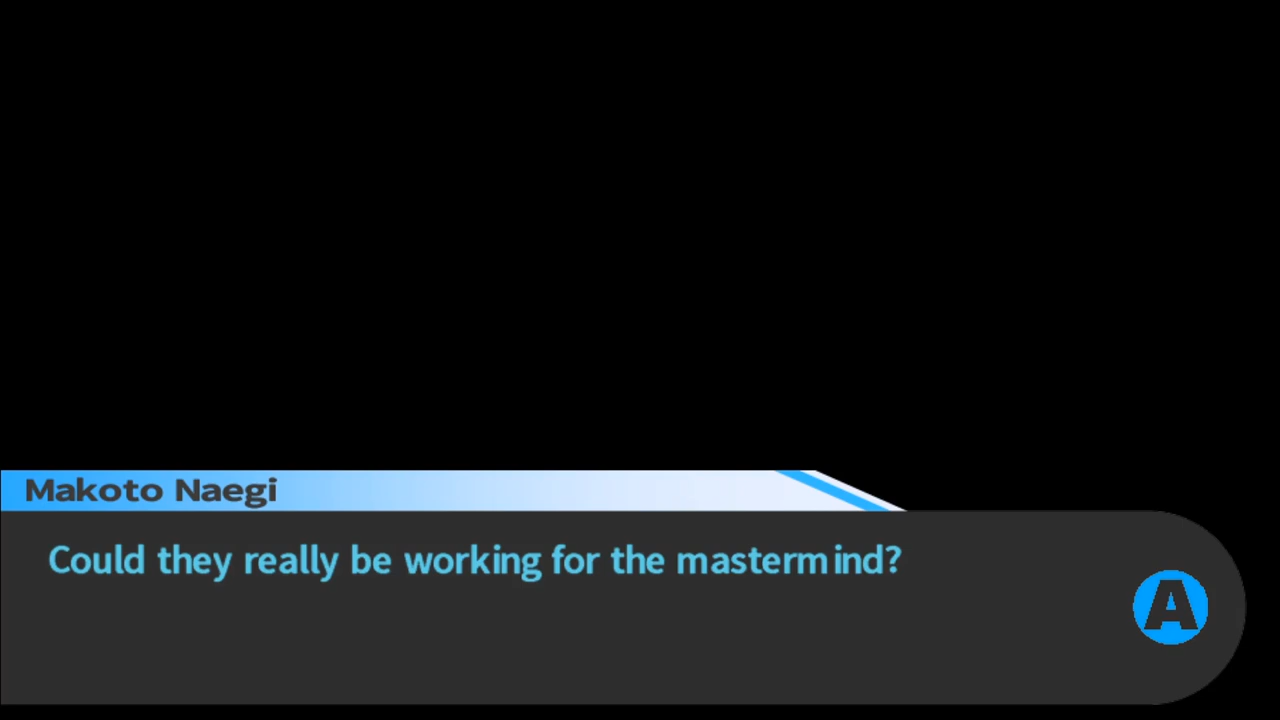 Makoto Naegi
Could they really be working for the mastermind?
A